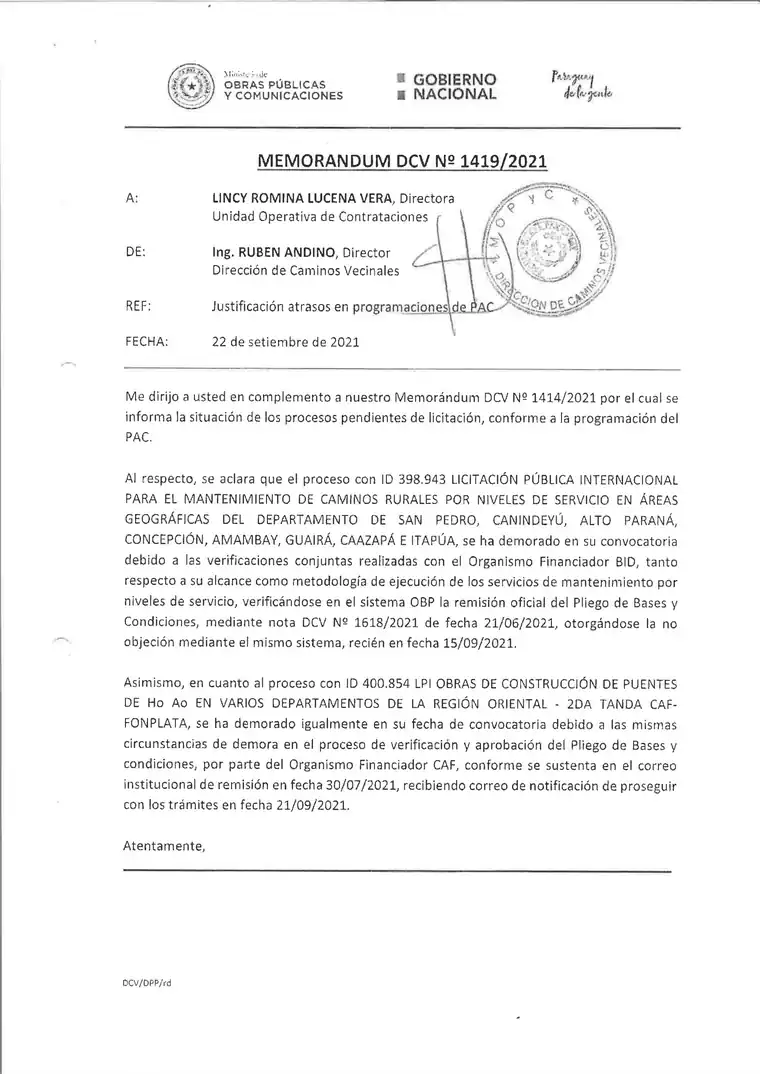 Ministerio de
OBRAS PÚBLICAS
Y COMUNICACIONES
GOBIERNO
NACIONAL
Paraguay
de la gente
MEMORANDUM DCV Nº 1419/2021
A: LINCY ROMINA LUCENA VERA, Directora
Unidad Operativa de Contrataciones
DE: Ing. RUBEN ANDINO, Director
Dirección de Caminos Vecinales
REF: Justificación atrasos en programaciones de PAC
FECHA: 22 de setiembre de 2021
M O P y C * DIRECCION DE CAMINOS VECINALES *
Me dirijo a usted en complemento a nuestro Memorándum DCV Nº 1414/2021 por el cual se
informa la situación de los procesos pendientes de licitación, conforme a la programación del
PAC.
Al respecto, se aclara que el proceso con ID 398.943 LICITACIÓN PÚBLICA INTERNACIONAL
PARA EL MANTENIMIENTO DE CAMINOS RURALES POR NIVELES DE SERVICIO EN ÁREAS
GEOGRÁFICAS DEL DEPARTAMENTO DE SAN PEDRO, CANINDEYÚ, ALTO PARANÁ,
CONCEPCIÓN, AMAMBAY, GUAIRÁ, CAAZAPÁ E ITAPÚA, se ha demorado en su convocatoria
debido a las verificaciones conjuntas realizadas con el Organismo Financiador BID, tanto
respecto a su alcance como metodología de ejecución de los servicios de mantenimiento por
niveles de servicio, verificándose en el sistema OBP la remisión oficial del Pliego de Bases y
Condiciones, mediante nota DCV Nº 1618/2021 de fecha 21/06/2021, otorgándose la no
objeción mediante el mismo sistema, recién en fecha 15/09/2021.
Asimismo, en cuanto al proceso con ID 400.854 LPI OBRAS DE CONSTRUCCIÓN DE PUENTES
DE Ho Ao EN VARIOS DEPARTAMENTOS DE LA REGIÓN ORIENTAL - 2DA TANDA CAF-
FONPLATA, se ha demorado igualmente en su fecha de convocatoria debido a las mismas
circunstancias de demora en el proceso de verificación y aprobación del Pliego de Bases y
condiciones, por parte del Organismo Financiador CAF, conforme se sustenta en el correo
institucional de remisión en fecha 30/07/2021, recibiendo correo de notificación de proseguir
con los trámites en fecha 21/09/2021.
Atentamente,
DCV/DPP/rd